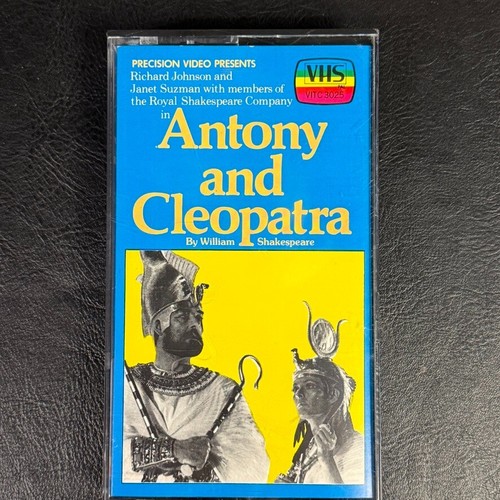 PRECISION VIDEO PRESENTS
Richard Johnson and
Janet Suzman with members of
the Royal Shakespeare Company
in
Antony
and
Cleopatra
By William Shakespeare
VHS